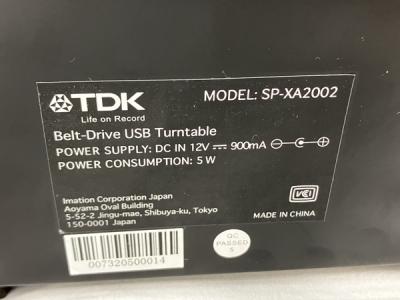 TDK
Life on Record
MODEL: SP-XA2002
Belt-Drive USB Turntable
POWER SUPPLY: DC IN 12V ⎓ 900mA
POWER CONSUMPTION: 5 W
Imation Corporation Japan
Aoyama Oval Building
5-52-2 Jingu-mae, Shibuya-ku, Tokyo
150-0001 Japan
VCCI
MADE IN CHINA
007320500014
QC
PASSED
5